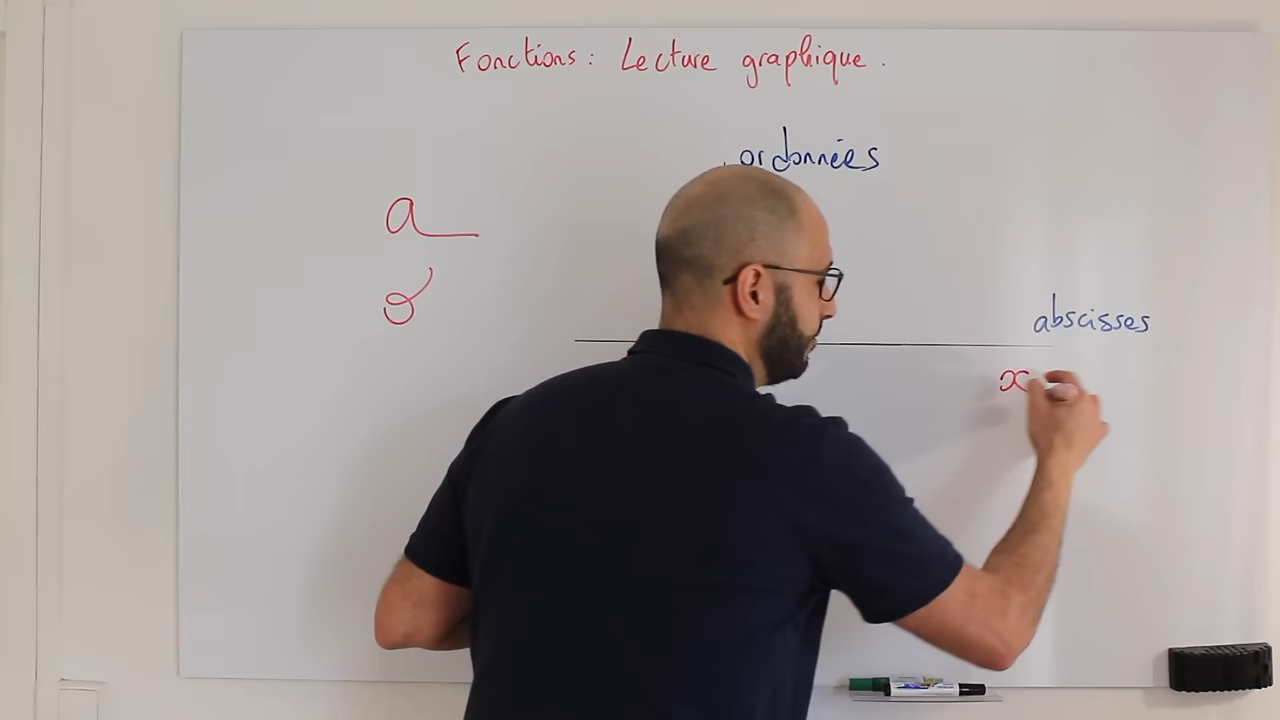 Fonctions : Lecture graphique.
ordonnées
a
o
abscisses
x